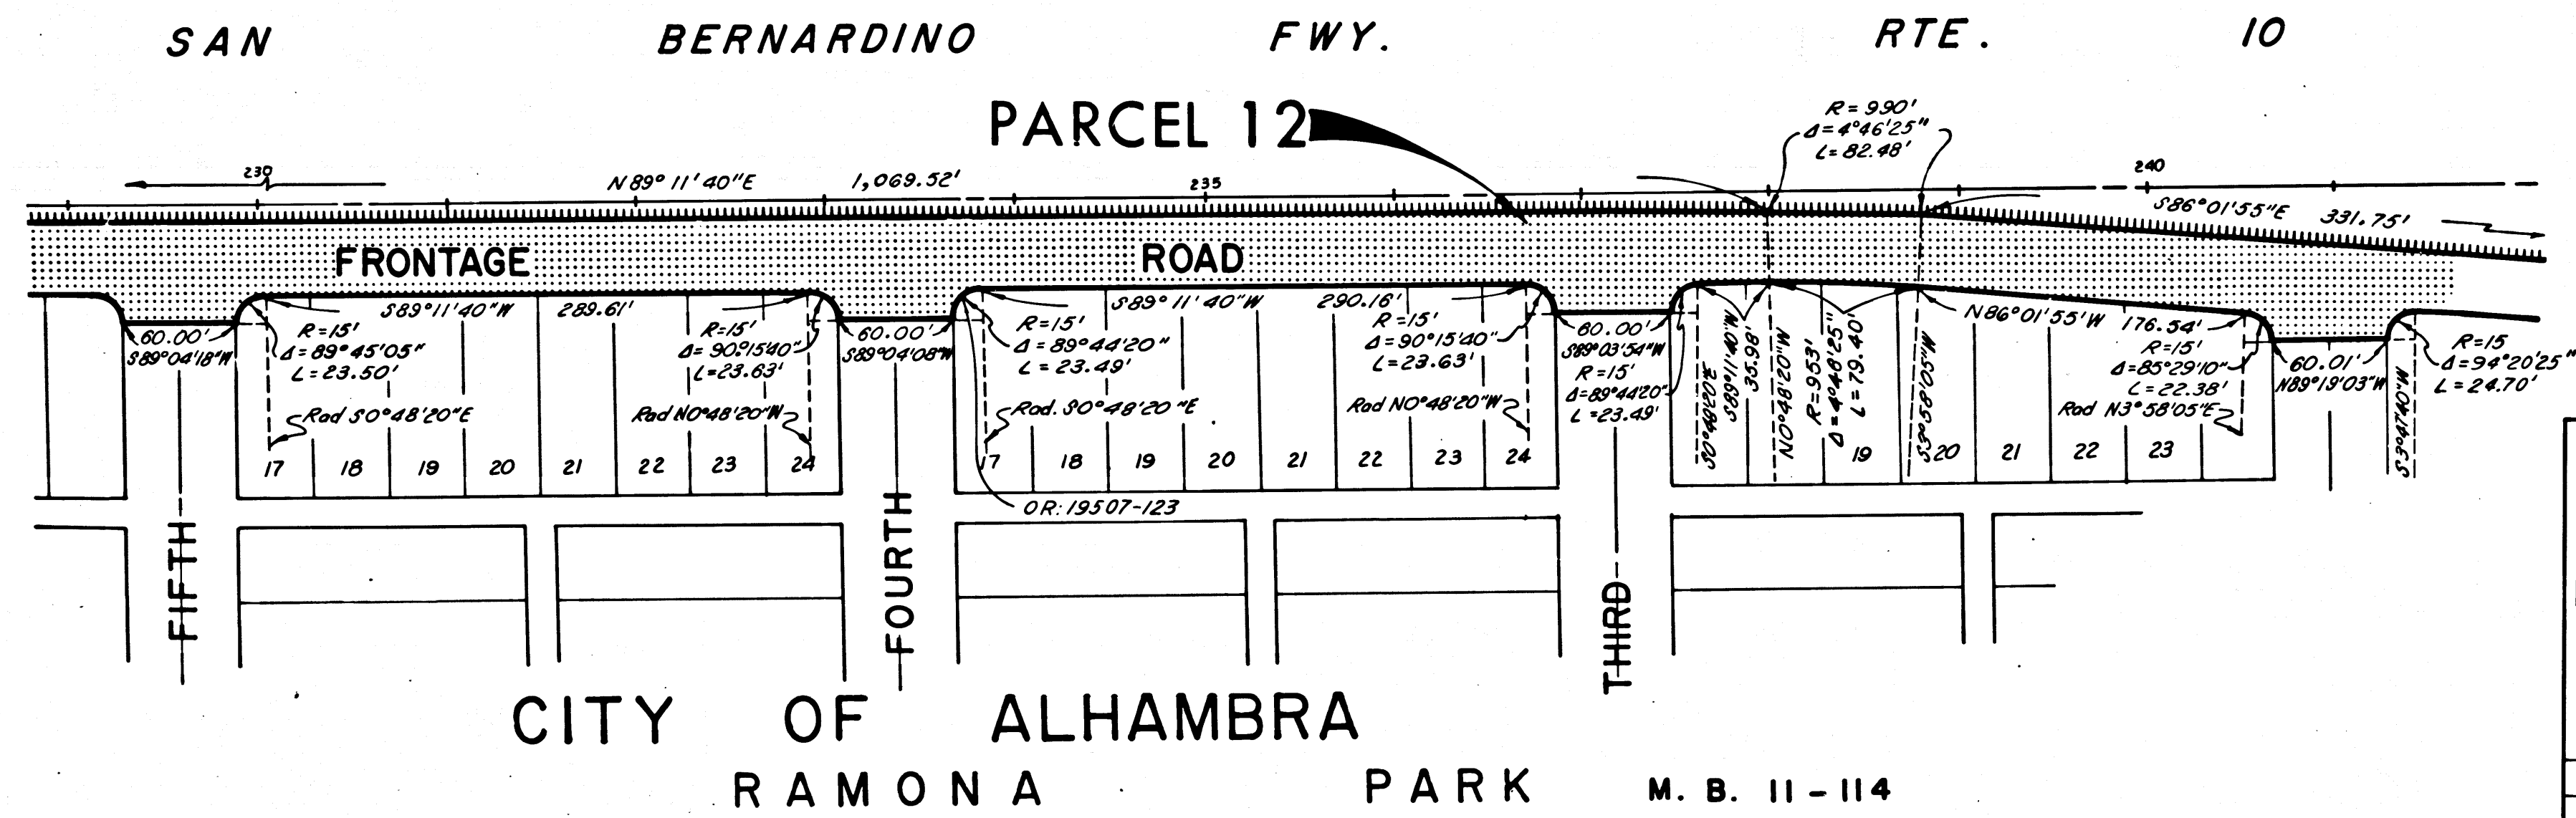 SAN BERNARDINO FWY. RTE. 10
PARCEL 12
R = 990'
Δ = 4°46'25"
L = 82.48'
230
N 89° 11' 40" E 1,069.52'
235
240
S 86° 01' 55" E 331.75'
FRONTAGE ROAD
60.00'
S89°04'18"W
S89°11'40"W 289.61'
R = 15'
Δ = 89°45'05"
L = 23.50'
Rad S0°48'20"E
R = 15'
Δ = 90°15'40"
L = 23.63'
Rad N0°48'20"W
60.00'
S89°04'08"W
S89°11'40"W 290.16'
R = 15'
Δ = 89°44'20"
L = 23.49'
Rad. S0°48'20"E
R = 15'
Δ = 90°15'40"
L = 23.63'
Rad N0°48'20"W
60.00'
S89°03'54"W
R = 15'
Δ = 89°44'20"
L = 23.49'
S89°11'40"W
35.98'
N0°48'20"W
R = 953'
Δ = 4°48'25"
L = 79.40'
S3°58'05"W
N86°01'55'W 176.54'
R = 15'
Δ = 85°29'10"
L = 22.38'
Rad N3°58'05"E
60.01'
N89°19'03"W
S3°41'40"W
R = 15
Δ = 94°20'25"
L = 24.70'
17 18 19 20 21 22 23 24
7 18 19 20 21 22 23 24
19 20 21 22 23
OR: 19507-123
FIFTH
FOURTH
THIRD
CITY OF ALHAMBRA
RAMONA PARK M. B. 11 - 114